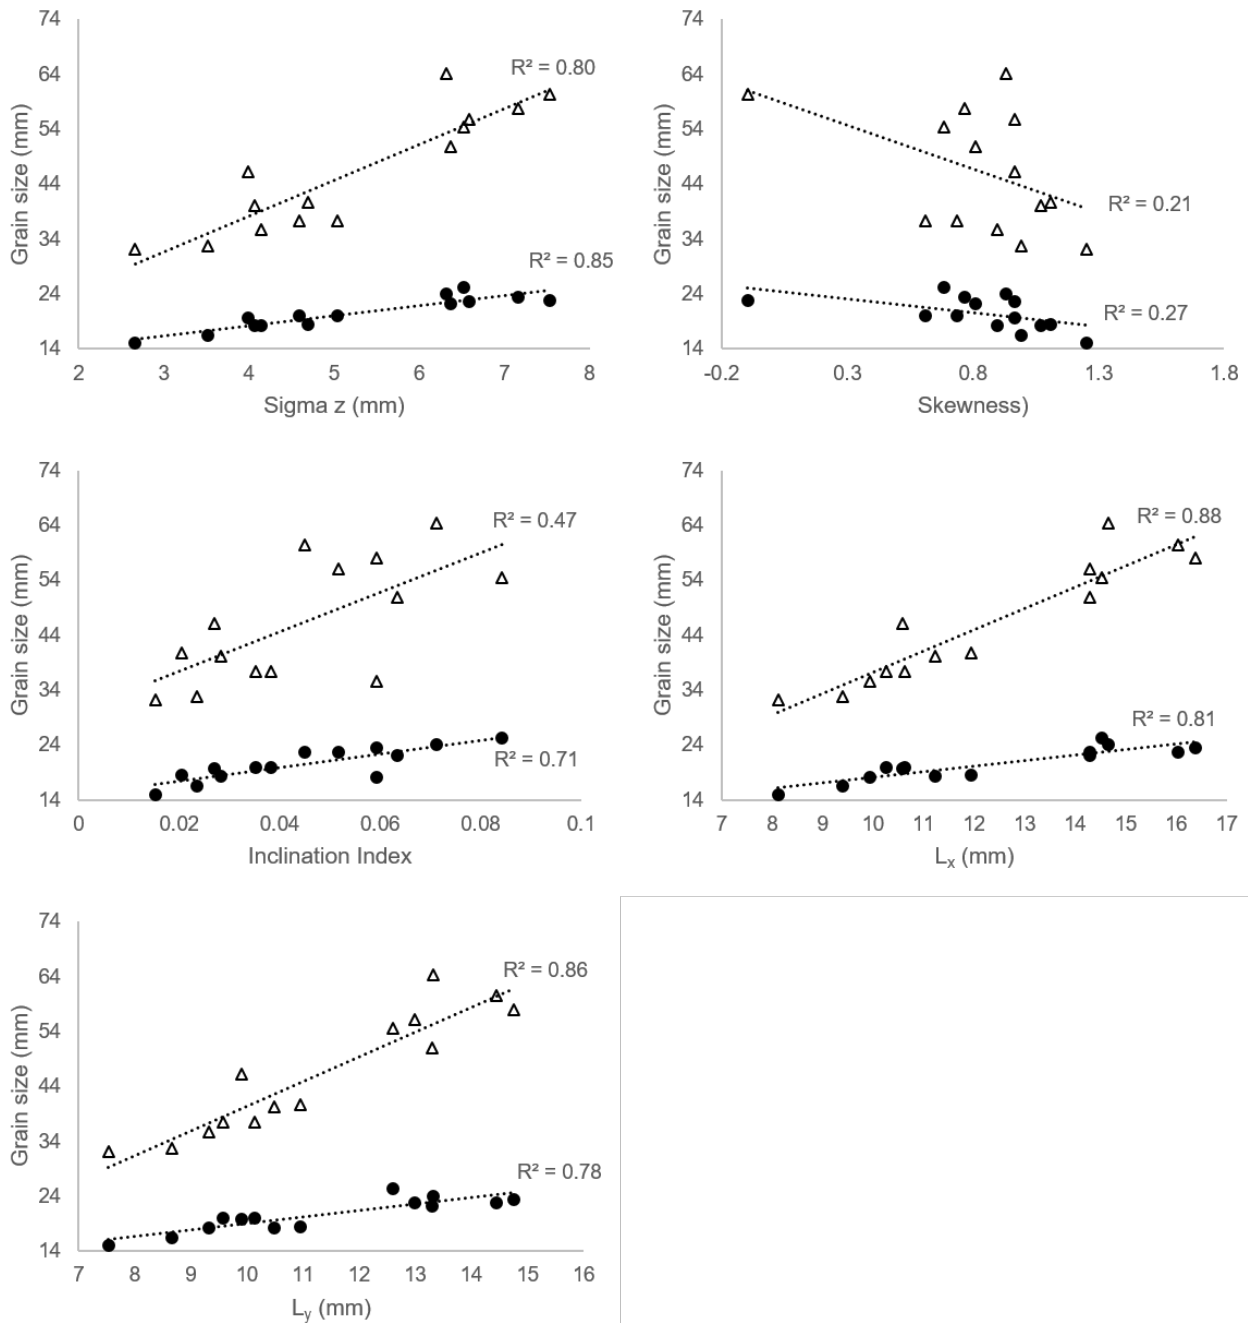 74
64
54
44
34
24
14
Grain size (mm)
R² = 0.80
R² = 0.85
2 3 4 5 6 7 8
Sigma z (mm)
74
64
54
44
34
24
14
Grain size (mm)
R² = 0.21
R² = 0.27
-0.2 0.3 0.8 1.3 1.8
Skewness)
74
64
54
44
34
24
14
Grain size (mm)
R² = 0.47
R² = 0.71
0 0.02 0.04 0.06 0.08 0.1
Inclination Index
74
64
54
44
34
24
14
Grain size (mm)
R² = 0.88
R² = 0.81
7 8 9 10 11 12 13 14 15 16 17
Lₓ (mm)
74
64
54
44
34
24
14
Grain size (mm)
R² = 0.86
R² = 0.78
7 8 9 10 11 12 13 14 15 16
L_y (mm)